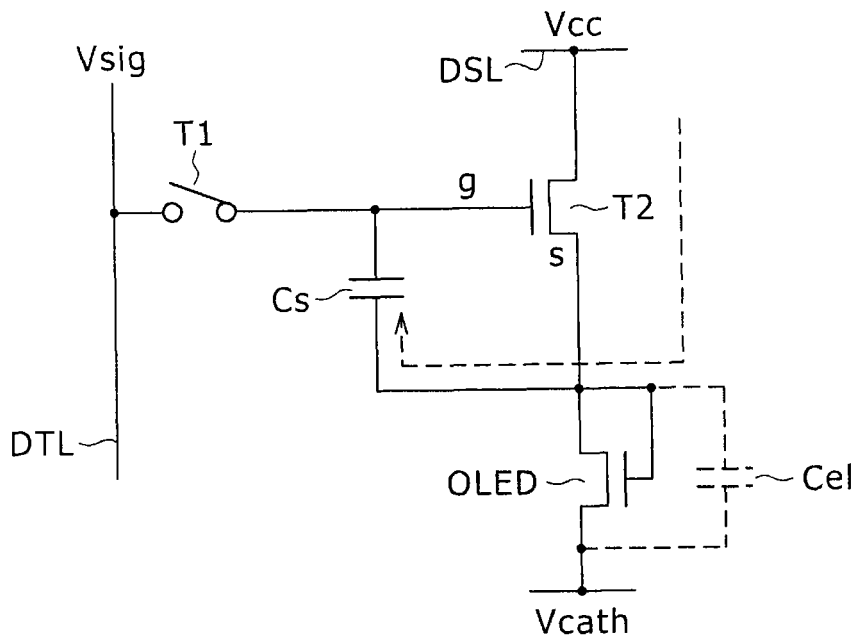 Vcc
Vsig
DSL
T1
g
T2
s
Cs
DTL
OLED
Cel
Vcath